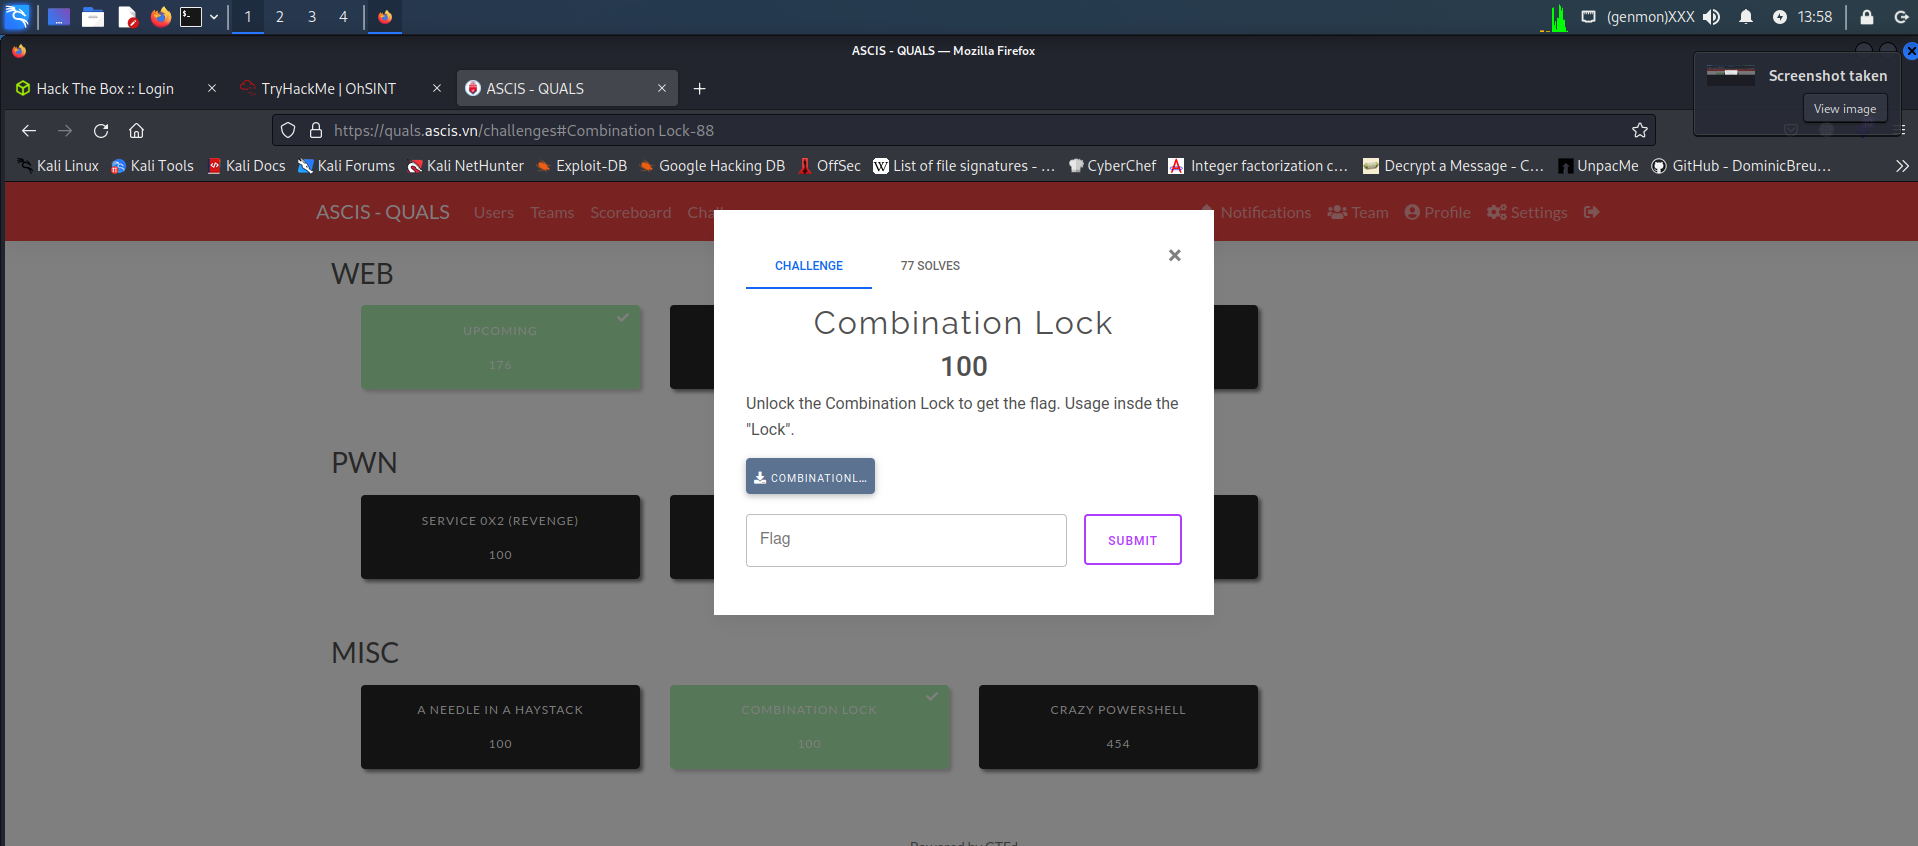 1 2 3 4 (genmon)XXX 13:58
ASCIS - QUALS — Mozilla Firefox
Hack The Box :: Login × TryHackMe | OhSINT × ASCIS - QUALS × +
Screenshot taken
View image
https://quals.ascis.vn/challenges#Combination Lock-88
Kali Linux Kali Tools Kali Docs Kali Forums Kali NetHunter Exploit-DB Google Hacking DB OffSec List of file signatures - … CyberChef Integer factorization c… Decrypt a Message - C… UnpacMe GitHub - DominicBreu…
ASCIS - QUALS Users Teams Scoreboard Chal Notifications Team Profile Settings
CHALLENGE 77 SOLVES
Combination Lock
100
Unlock the Combination Lock to get the flag. Usage insde the
"Lock".
COMBINATIONL…
Flag SUBMIT
WEB
UPCOMING
176
PWN
SERVICE 0X2 (REVENGE)
100
MISC
A NEEDLE IN A HAYSTACK COMBINATION LOCK CRAZY POWERSHELL
100 100 454
Powered by CTFd